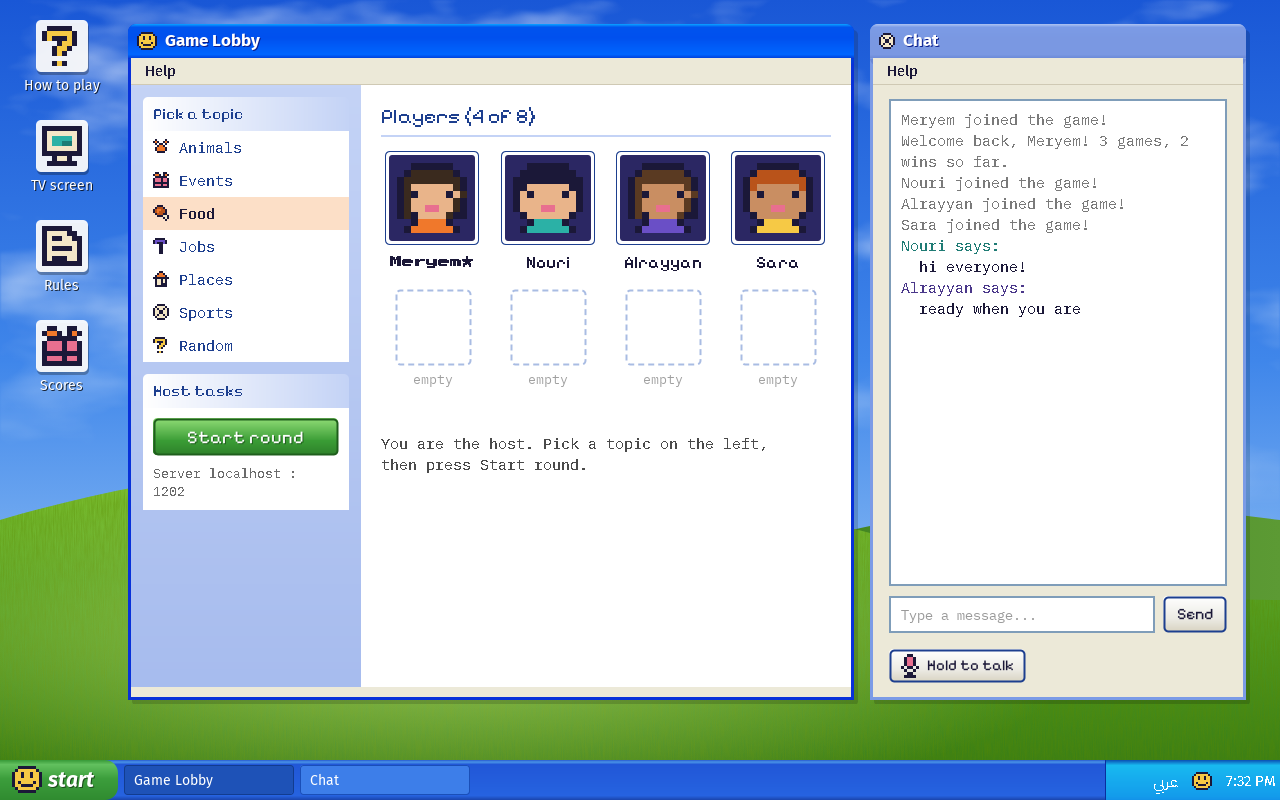 How to play
TV screen
Rules
Scores
Game Lobby
Help
Pick a topic
Animals
Events
Food
Jobs
Places
Sports
Random
Host tasks
Start round
Server localhost :
1202
Players (4 of 8)
Meryem★
Nouri
Alrayyan
Sara
empty
empty
empty
empty
You are the host. Pick a topic on the left,
then press Start round.
Chat
Help
Meryem joined the game!
Welcome back, Meryem! 3 games, 2
wins so far.
Nouri joined the game!
Alrayyan joined the game!
Sara joined the game!
Nouri says:
hi everyone!
Alrayyan says:
ready when you are
Type a message...
Send
Hold to talk
start
Game Lobby
Chat
عربي
7:32 PM